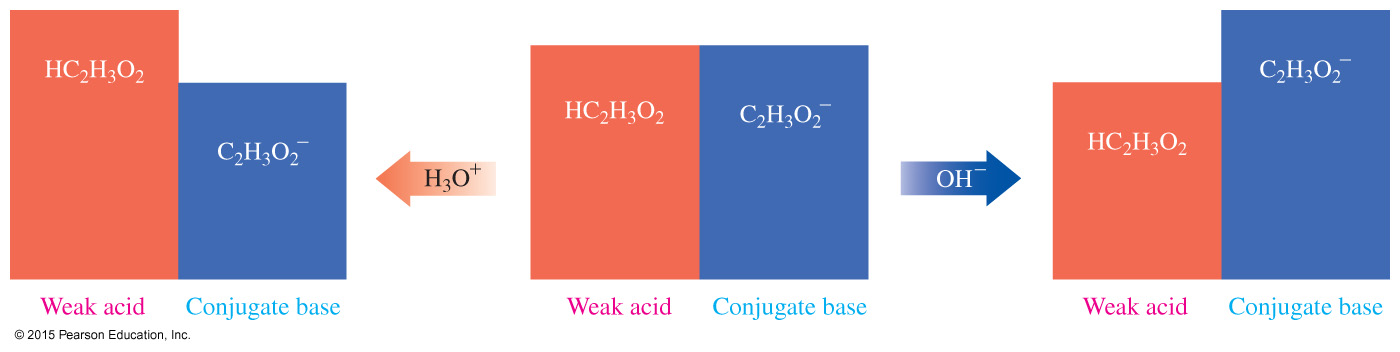 HC₂H₃O₂
C₂H₃O₂⁻
Weak acid
Conjugate base
H₃O⁺
HC₂H₃O₂
C₂H₃O₂⁻
Weak acid
Conjugate base
OH⁻
HC₂H₃O₂
C₂H₃O₂⁻
Weak acid
Conjugate base
© 2015 Pearson Education, Inc.